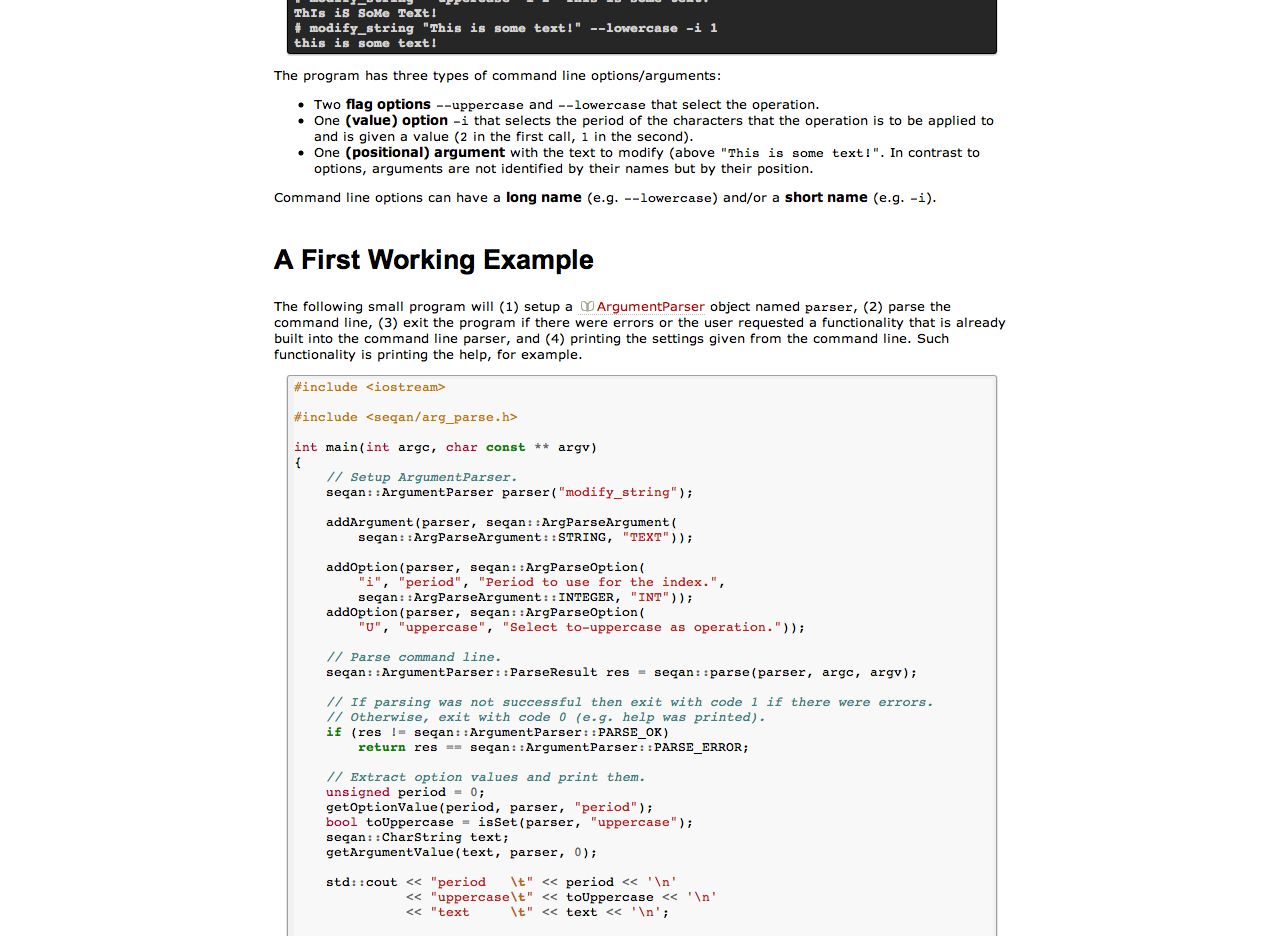 ThIs iS SoMe TeXt!
# modify_string "This is some text!" --lowercase -i 1
this is some text!
The program has three types of command line options/arguments:
• Two flag options --uppercase and --lowercase that select the operation.
• One (value) option -i that selects the period of the characters that the operation is to be applied to
and is given a value (2 in the first call, 1 in the second).
• One (positional) argument with the text to modify (above "This is some text!". In contrast to
options, arguments are not identified by their names but by their position.
Command line options can have a long name (e.g. --lowercase) and/or a short name (e.g. -i).
A First Working Example
The following small program will (1) setup a ArgumentParser object named parser, (2) parse the
command line, (3) exit the program if there were errors or the user requested a functionality that is already
built into the command line parser, and (4) printing the settings given from the command line. Such
functionality is printing the help, for example.
#include <iostream>
#include <seqan/arg_parse.h>
int main(int argc, char const ** argv)
{
    // Setup ArgumentParser.
    seqan::ArgumentParser parser("modify_string");
    addArgument(parser, seqan::ArgParseArgument(
        seqan::ArgParseArgument::STRING, "TEXT"));
    addOption(parser, seqan::ArgParseOption(
        "i", "period", "Period to use for the index.",
        seqan::ArgParseArgument::INTEGER, "INT"));
    addOption(parser, seqan::ArgParseOption(
        "U", "uppercase", "Select to-uppercase as operation."));
    // Parse command line.
    seqan::ArgumentParser::ParseResult res = seqan::parse(parser, argc, argv);
    // If parsing was not successful then exit with code 1 if there were errors.
    // Otherwise, exit with code 0 (e.g. help was printed).
    if (res != seqan::ArgumentParser::PARSE_OK)
        return res == seqan::ArgumentParser::PARSE_ERROR;
    // Extract option values and print them.
    unsigned period = 0;
    getOptionValue(period, parser, "period");
    bool toUppercase = isSet(parser, "uppercase");
    seqan::CharString text;
    getArgumentValue(text, parser, 0);
    std::cout << "period   \t" << period << '\n'
              << "uppercase\t" << toUppercase << '\n'
              << "text     \t" << text << '\n';